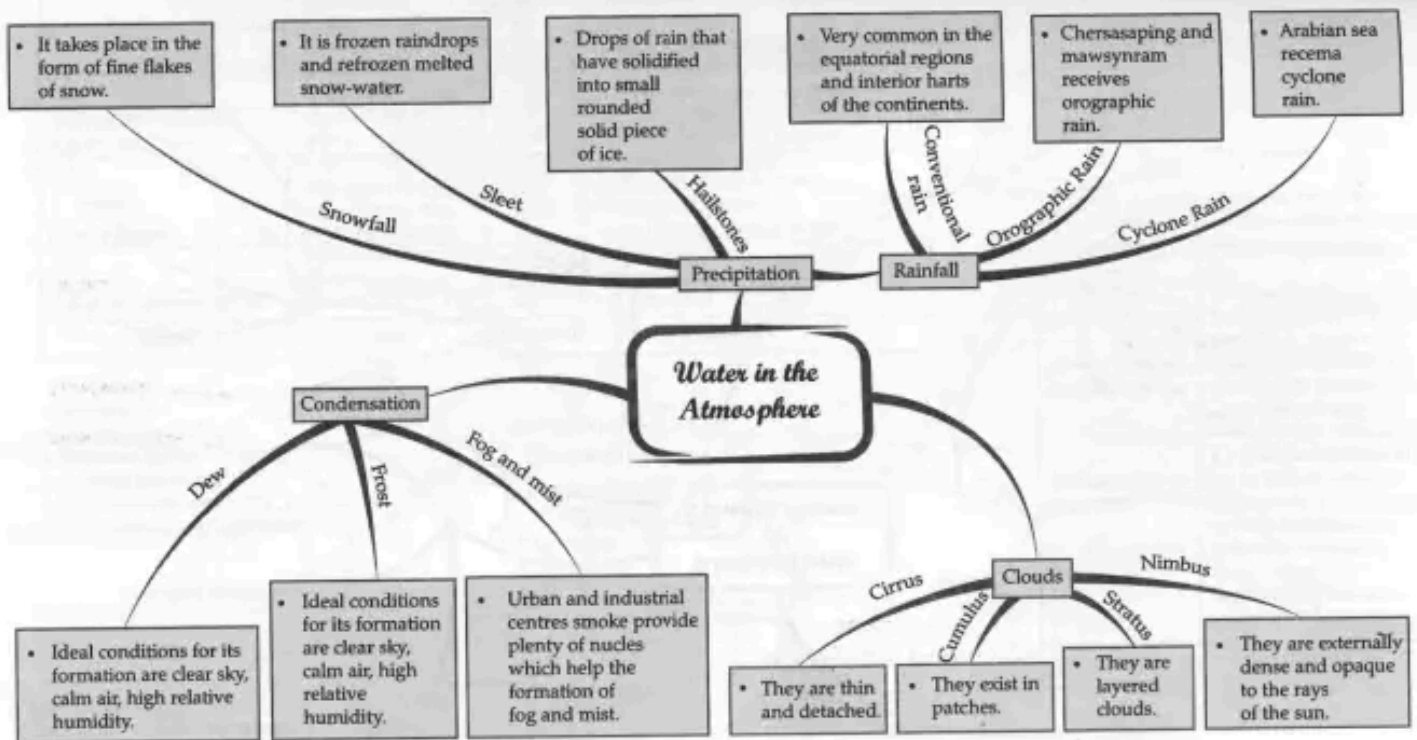 • It takes place in the
form of fine flakes
of snow.
• It is frozen raindrops
and refrozen melted
snow-water.
• Drops of rain that
have solidified
into small
rounded
solid piece
of ice.
• Very common in the
equatorial regions
and interior harts
of the continents.
• Chersasaping and
mawsynram
receives
orographic
rain.
• Arabian sea
recema
cyclone
rain.
Snowfall
Sleet
Hailstones
Conventional
rain
Orographic Rain
Cyclone Rain
Precipitation
Rainfall
Water in the
Atmosphere
Condensation
Dew
Frost
Fog and mist
Clouds
Cirrus
Cumulus
Stratus
Nimbus
• Ideal conditions for its
formation are clear sky,
calm air, high relative
humidity.
• Ideal conditions
for its formation
are clear sky,
calm air, high
relative
humidity.
• Urban and industrial
centres smoke provide
plenty of nucles
which help the
formation of
fog and mist.
• They are thin
and detached.
• They exist in
patches.
• They are
layered
clouds.
• They are externally
dense and opaque
to the rays
of the sun.